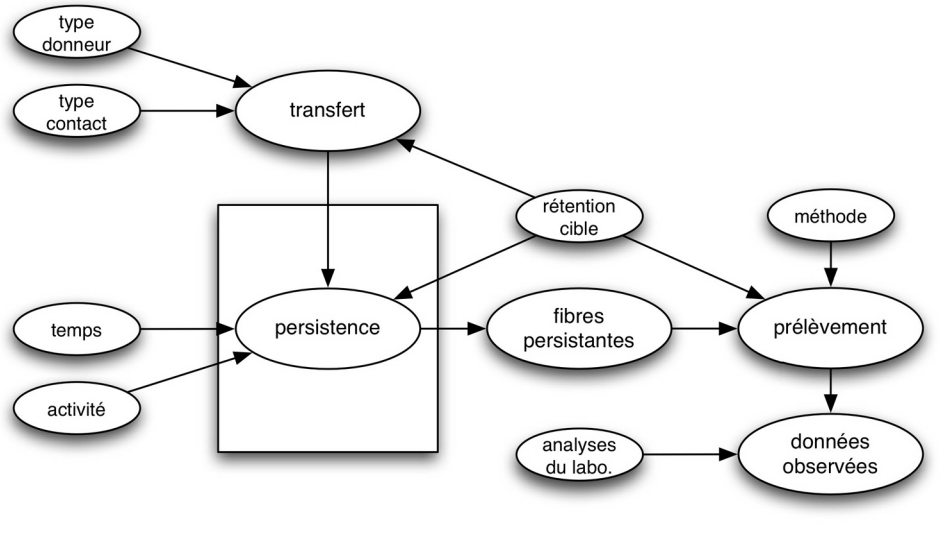 type
donneur
type
contact
transfert
rétention
cible
méthode
temps
persistence
fibres
persistantes
prélèvement
activité
analyses
du labo.
données
observées